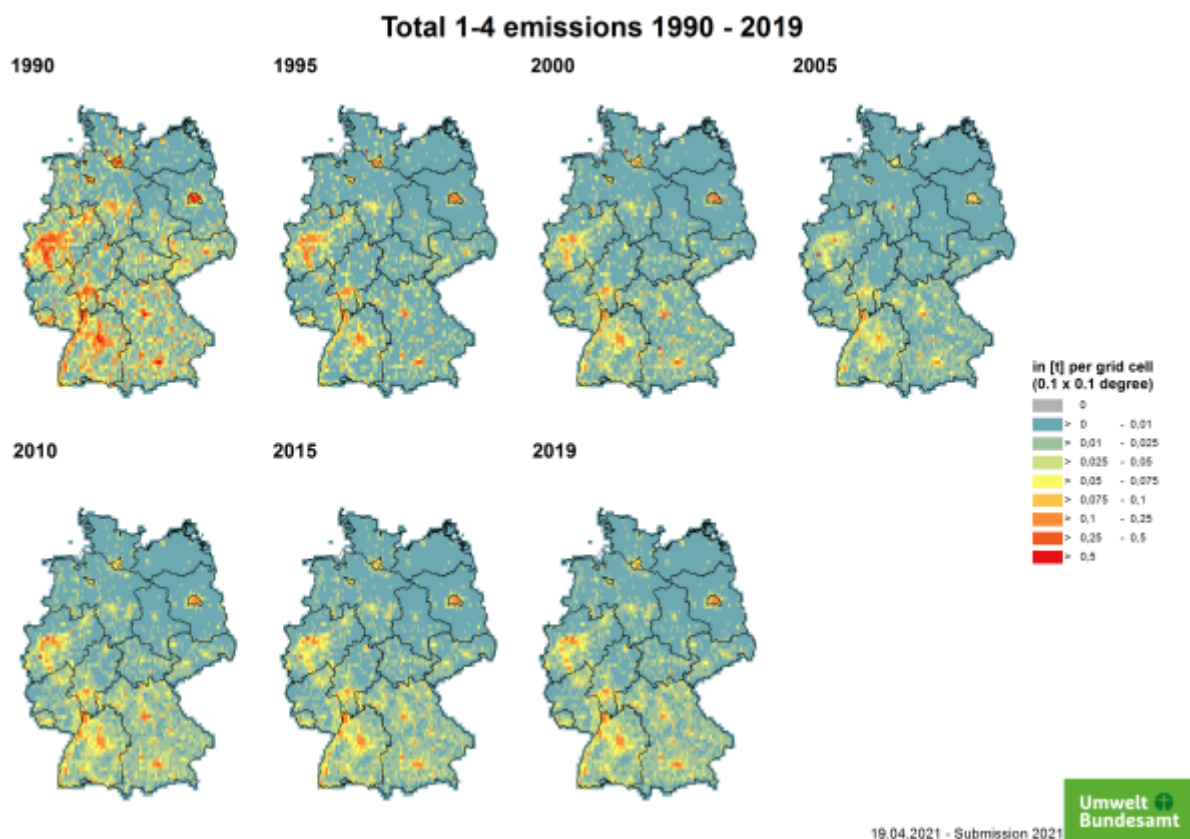 Total 1-4 emissions 1990 - 2019
1990
1995
2000
2005
in [t] per grid cell
(0.1 x 0.1 degree)
0
> 0 - 0,01
> 0,01 - 0,025
> 0,025 - 0,05
> 0,05 - 0,075
> 0,075 - 0,1
> 0,1 - 0,25
> 0,25 - 0,5
> 0,5
2010
2015
2019
Umwelt
Bundesamt
19.04.2021 - Submission 2021